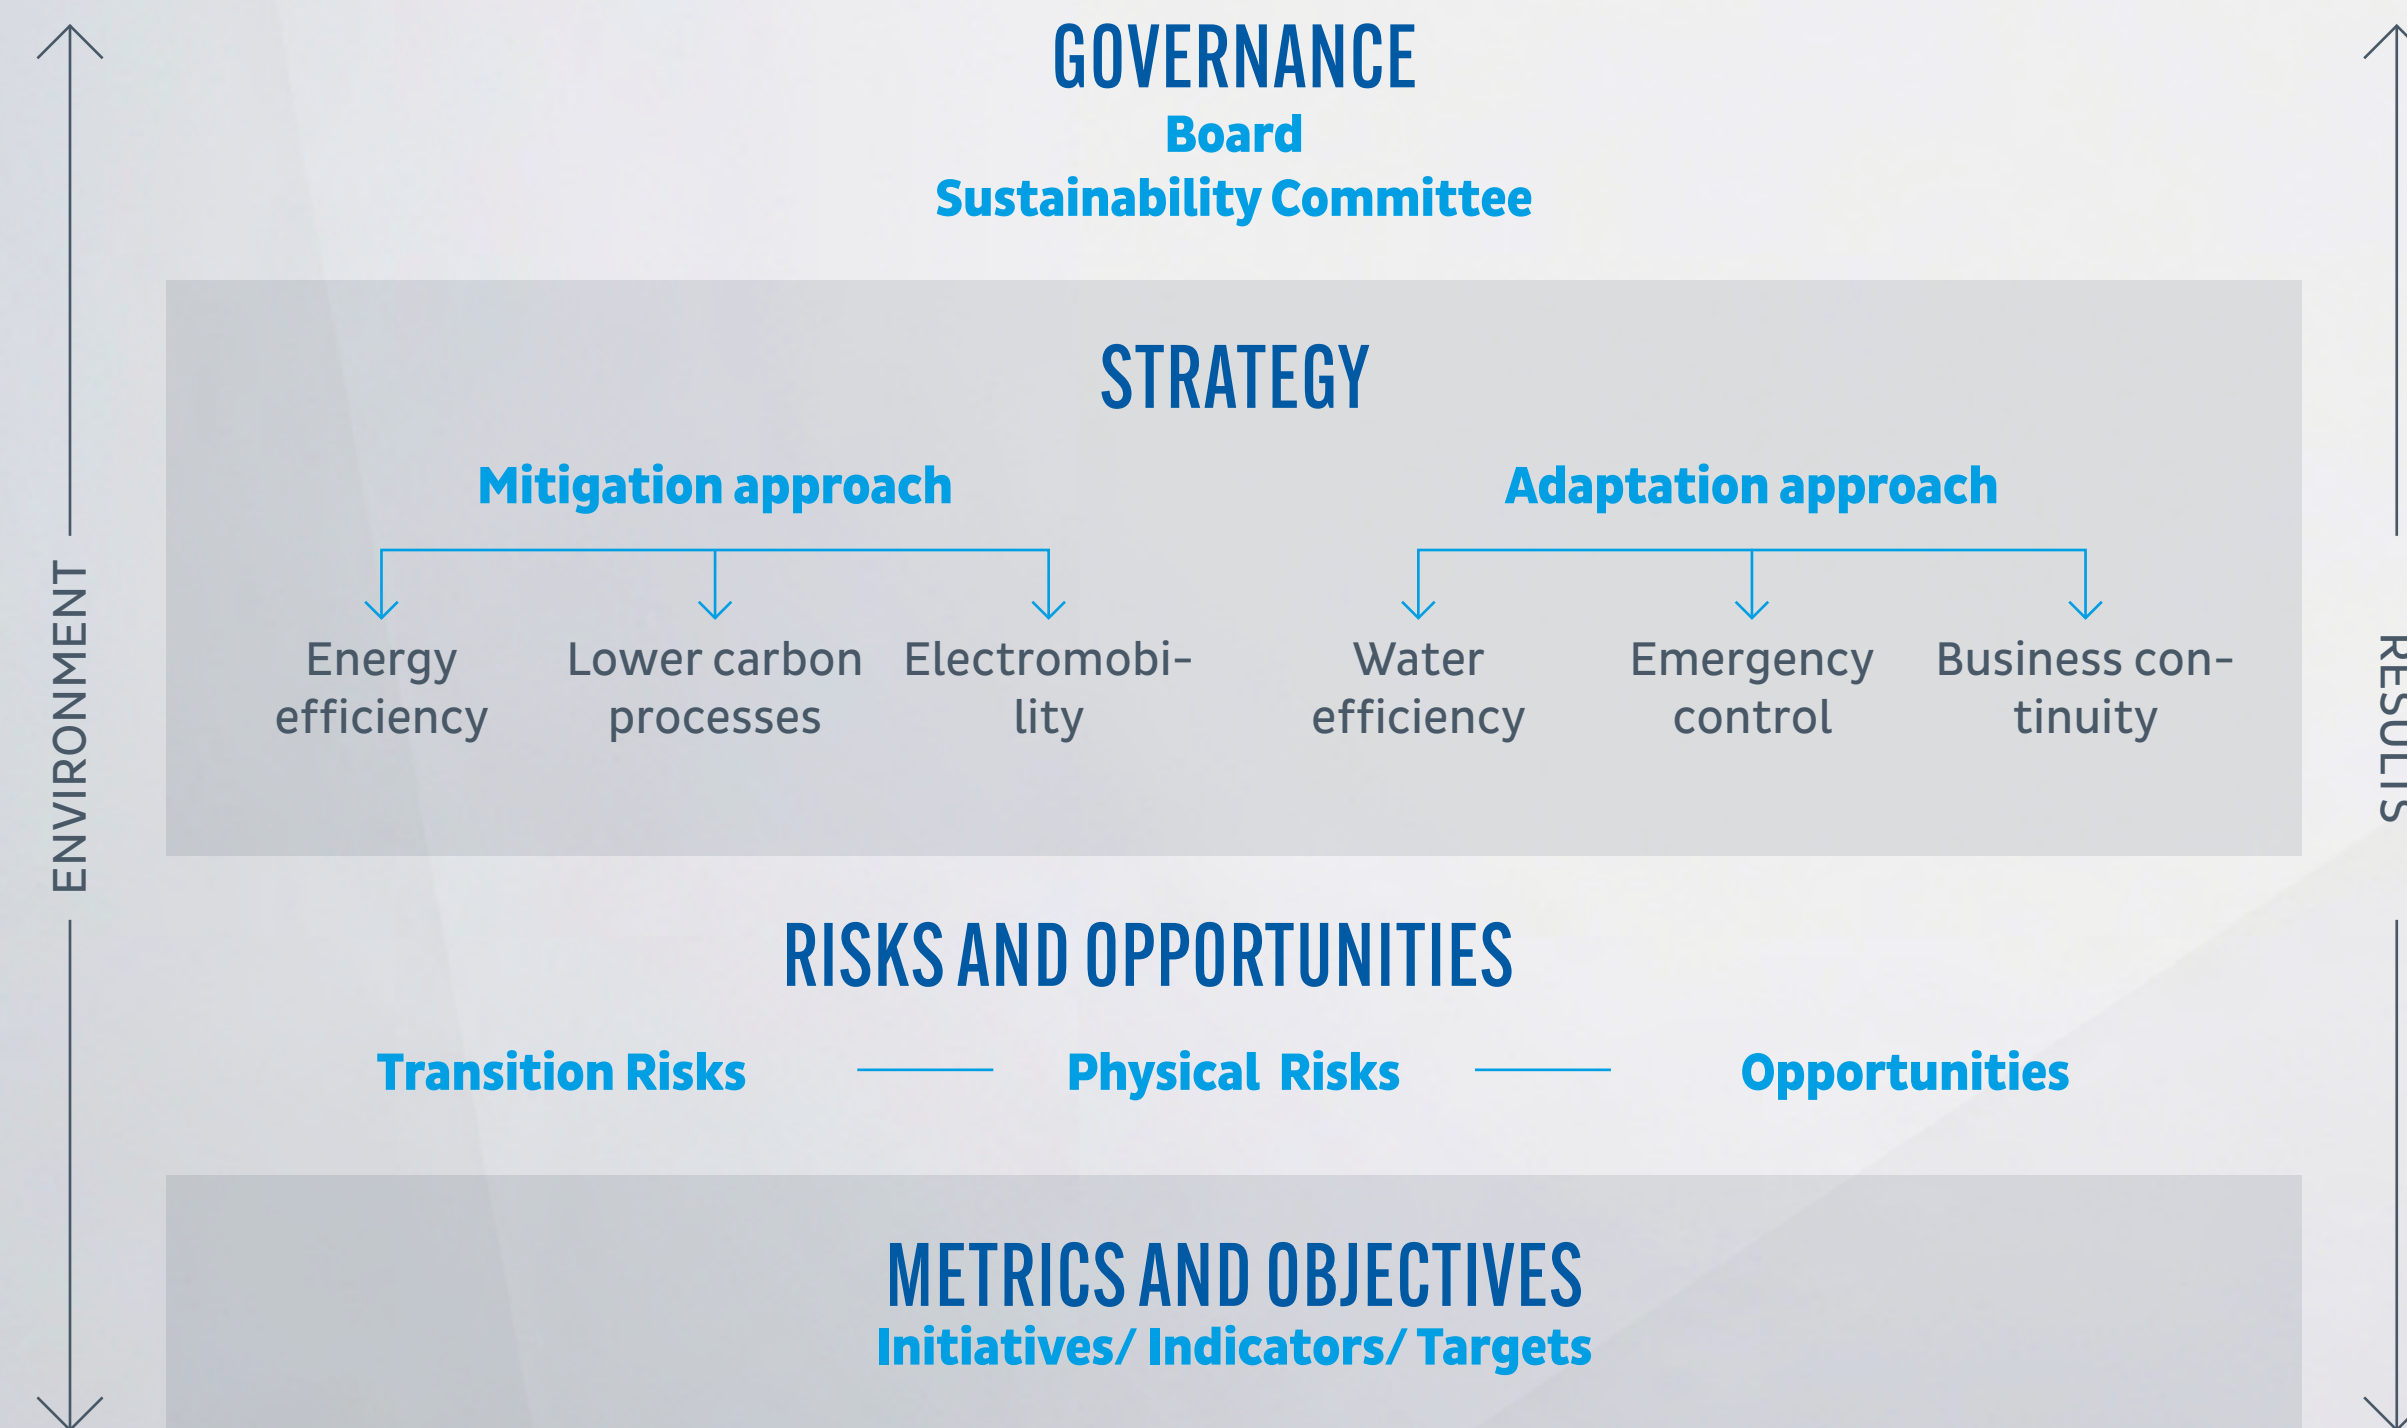 GOVERNANCE
Board
Sustainability Committee
STRATEGY
Mitigation approach
Adaptation approach
Energy
efficiency
Lower carbon
processes
Electromobi-
lity
Water
efficiency
Emergency
control
Business con-
tinuity
ENVIRONMENT
RESULTS
RISKS AND OPPORTUNITIES
Transition Risks
Physical Risks
Opportunities
METRICS AND OBJECTIVES
Initiatives/ Indicators/ Targets